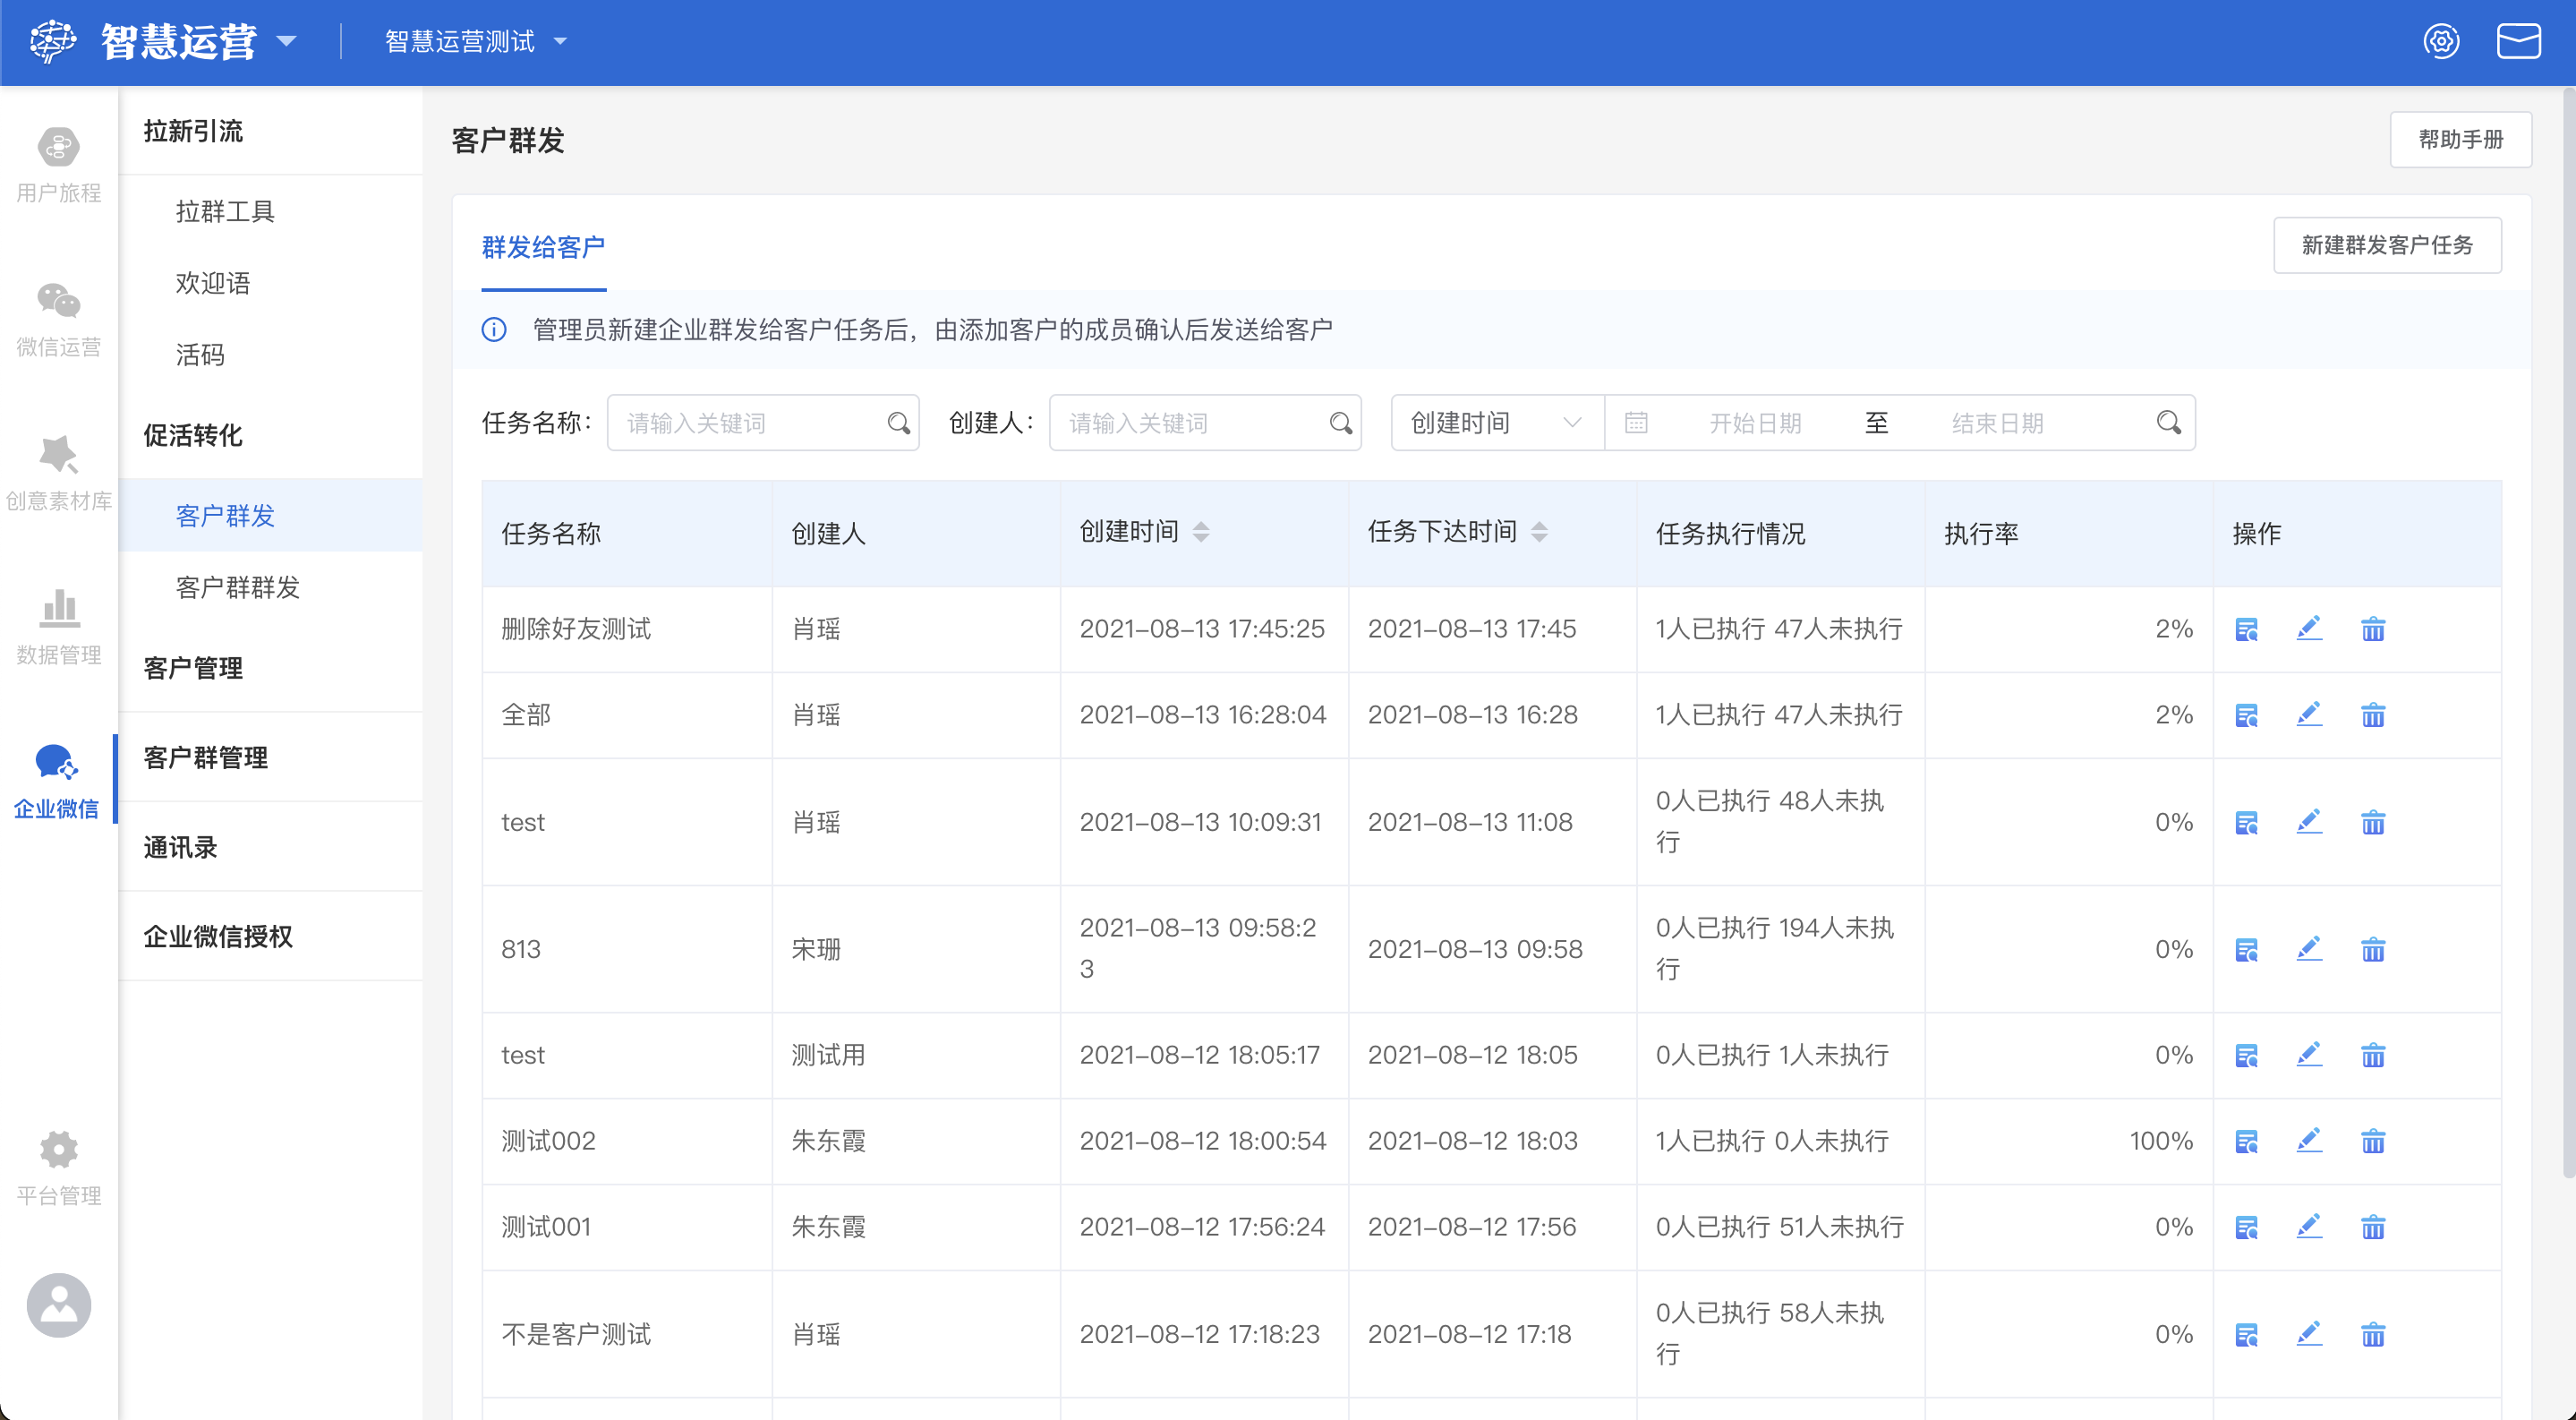 智慧运营
智慧运营测试
用户旅程
微信运营
创意素材库
数据管理
企业微信
平台管理
拉新引流
拉群工具
欢迎语
活码
促活转化
客户群发
客户群群发
客户管理
客户群管理
通讯录
企业微信授权
客户群发
帮助手册
群发给客户
新建群发客户任务
管理员新建企业群发给客户任务后，由添加客户的成员确认后发送给客户
任务名称： 请输入关键词 创建人： 请输入关键词 创建时间 开始日期 至 结束日期
任务名称 创建人 创建时间 任务下达时间 任务执行情况 执行率 操作
删除好友测试 肖瑶 2021-08-13 17:45:25 2021-08-13 17:45 1人已执行 47人未执行 2%
全部 肖瑶 2021-08-13 16:28:04 2021-08-13 16:28 1人已执行 47人未执行 2%
test 肖瑶 2021-08-13 10:09:31 2021-08-13 11:08 0人已执行 48人未执
行
0%
813 宋珊 2021-08-13 09:58:2
3
2021-08-13 09:58 0人已执行 194人未执
行
0%
test 测试用 2021-08-12 18:05:17 2021-08-12 18:05 0人已执行 1人未执行 0%
测试002 朱东霞 2021-08-12 18:00:54 2021-08-12 18:03 1人已执行 0人未执行 100%
测试001 朱东霞 2021-08-12 17:56:24 2021-08-12 17:56 0人已执行 51人未执行 0%
不是客户测试 肖瑶 2021-08-12 17:18:23 2021-08-12 17:18 0人已执行 58人未执
行
0%